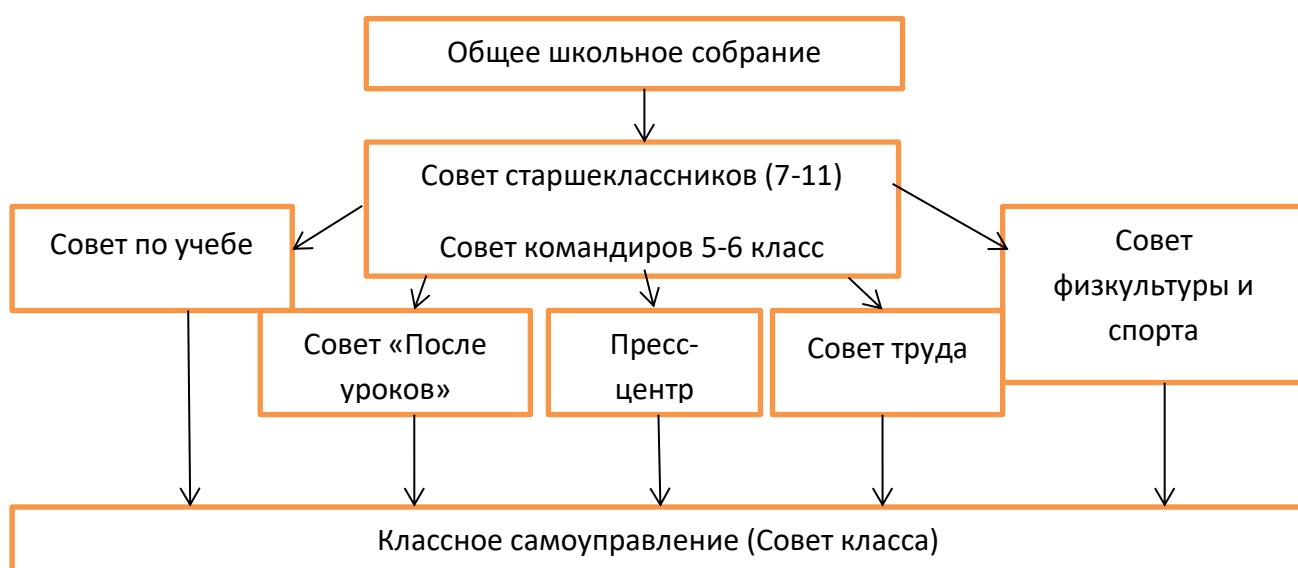 Общее школьное собрание
Совет старшеклассников (7-11)
Совет командиров 5-6 класс
Совет по учебе
Совет
физкультуры и
спорта
Совет «После
уроков»
Пресс-
центр
Совет труда
Классное самоуправление (Совет класса)